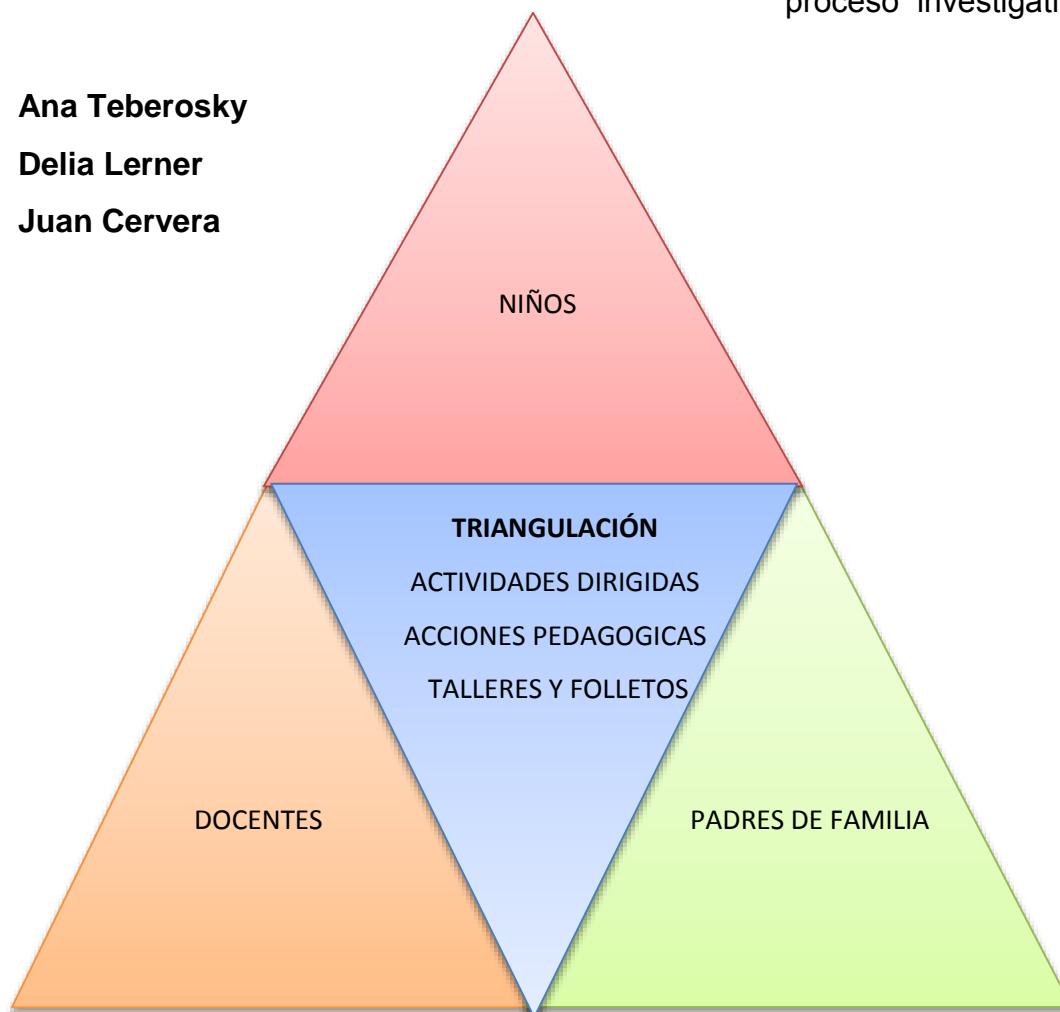 proceso investigati
Ana Teberosky
Delia Lerner
Juan Cervera
NIÑOS
TRIANGULACIÓN
ACTIVIDADES DIRIGIDAS
ACCIONES PEDAGOGICAS
TALLERES Y FOLLETOS
DOCENTES
PADRES DE FAMILIA